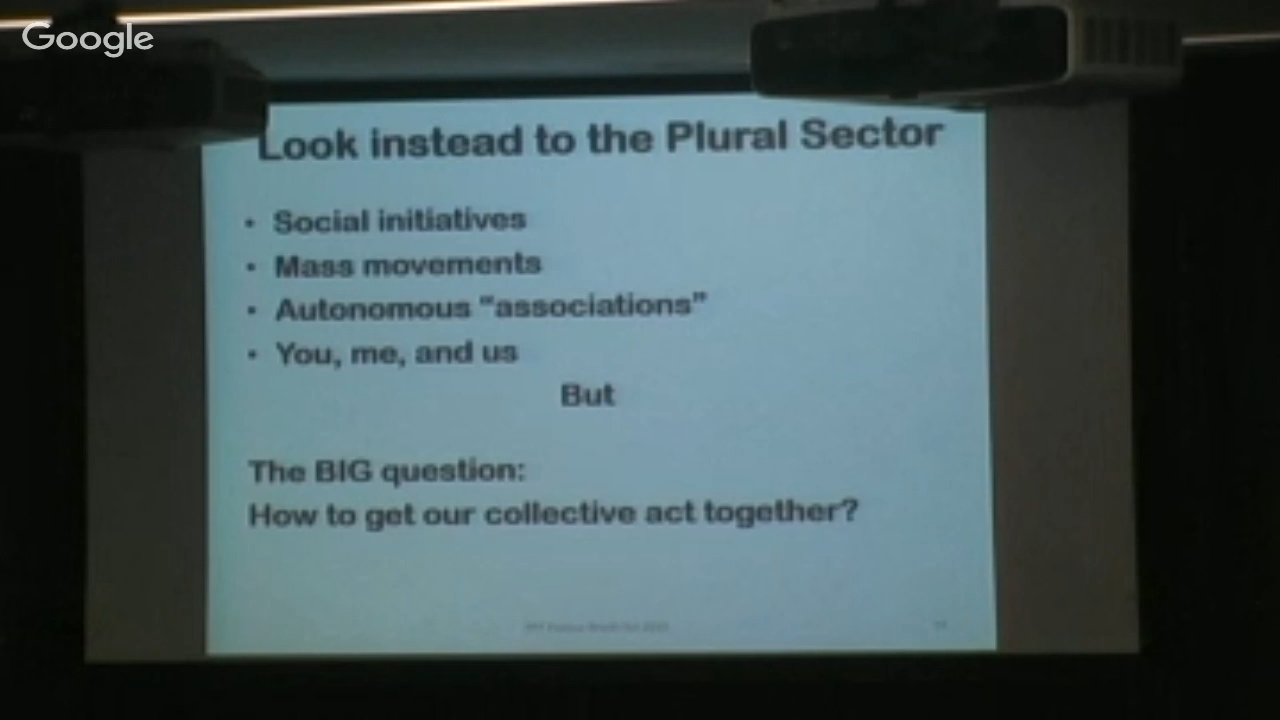 Google
Look instead to the Plural Sector
• Social initiatives
• Mass movements
• Autonomous “associations”
• You, me, and us
But
The BIG question:
How to get our collective act together?